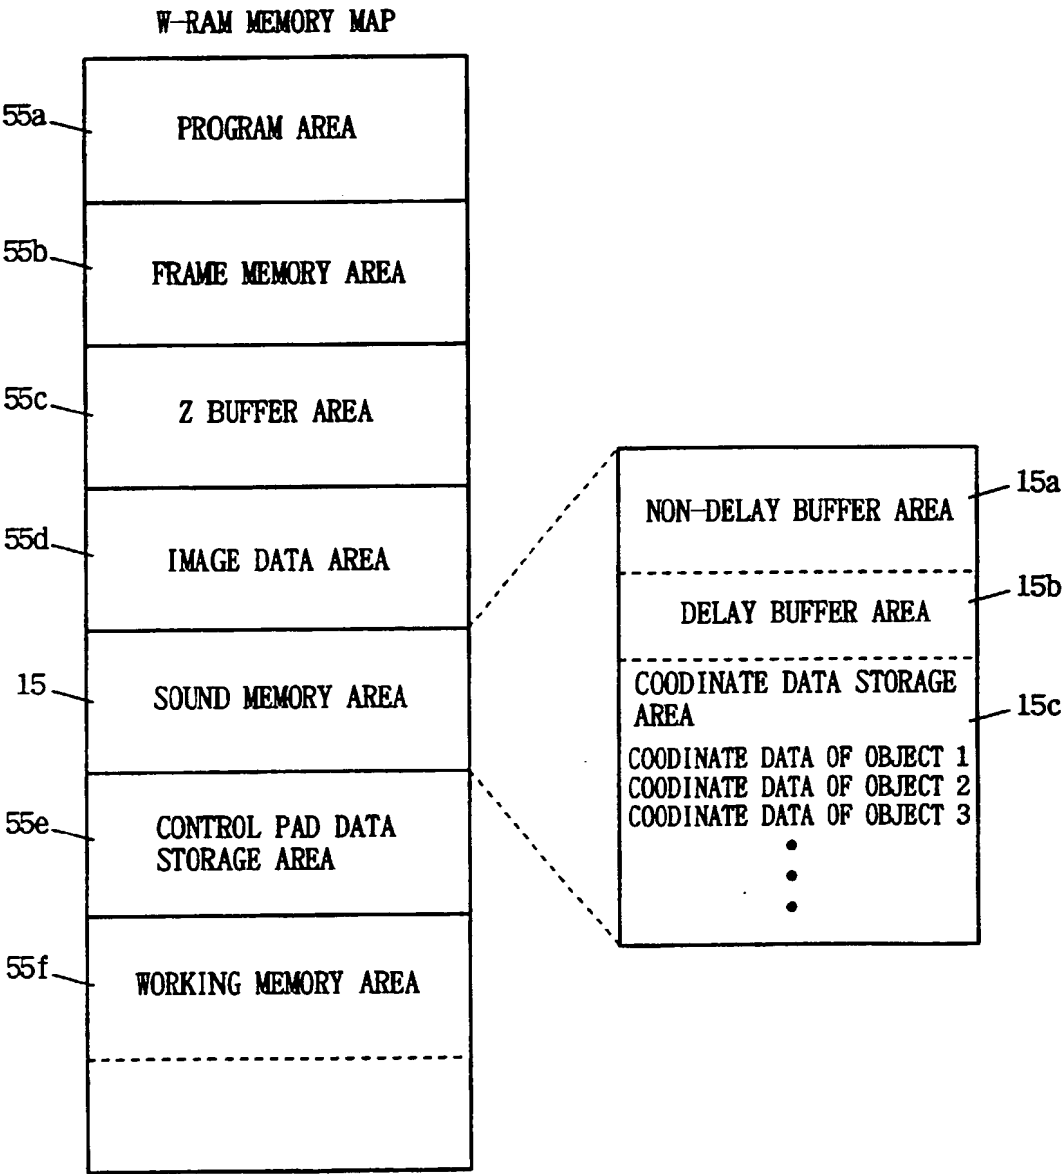 W-RAM MEMORY MAP
55a
PROGRAM AREA
55b
FRAME MEMORY AREA
55c
Z BUFFER AREA
55d
IMAGE DATA AREA
15
SOUND MEMORY AREA
55e
CONTROL PAD DATA
STORAGE AREA
55f
WORKING MEMORY AREA
NON-DELAY BUFFER AREA
15a
DELAY BUFFER AREA
15b
COODINATE DATA STORAGE
AREA
15c
COODINATE DATA OF OBJECT 1
COODINATE DATA OF OBJECT 2
COODINATE DATA OF OBJECT 3